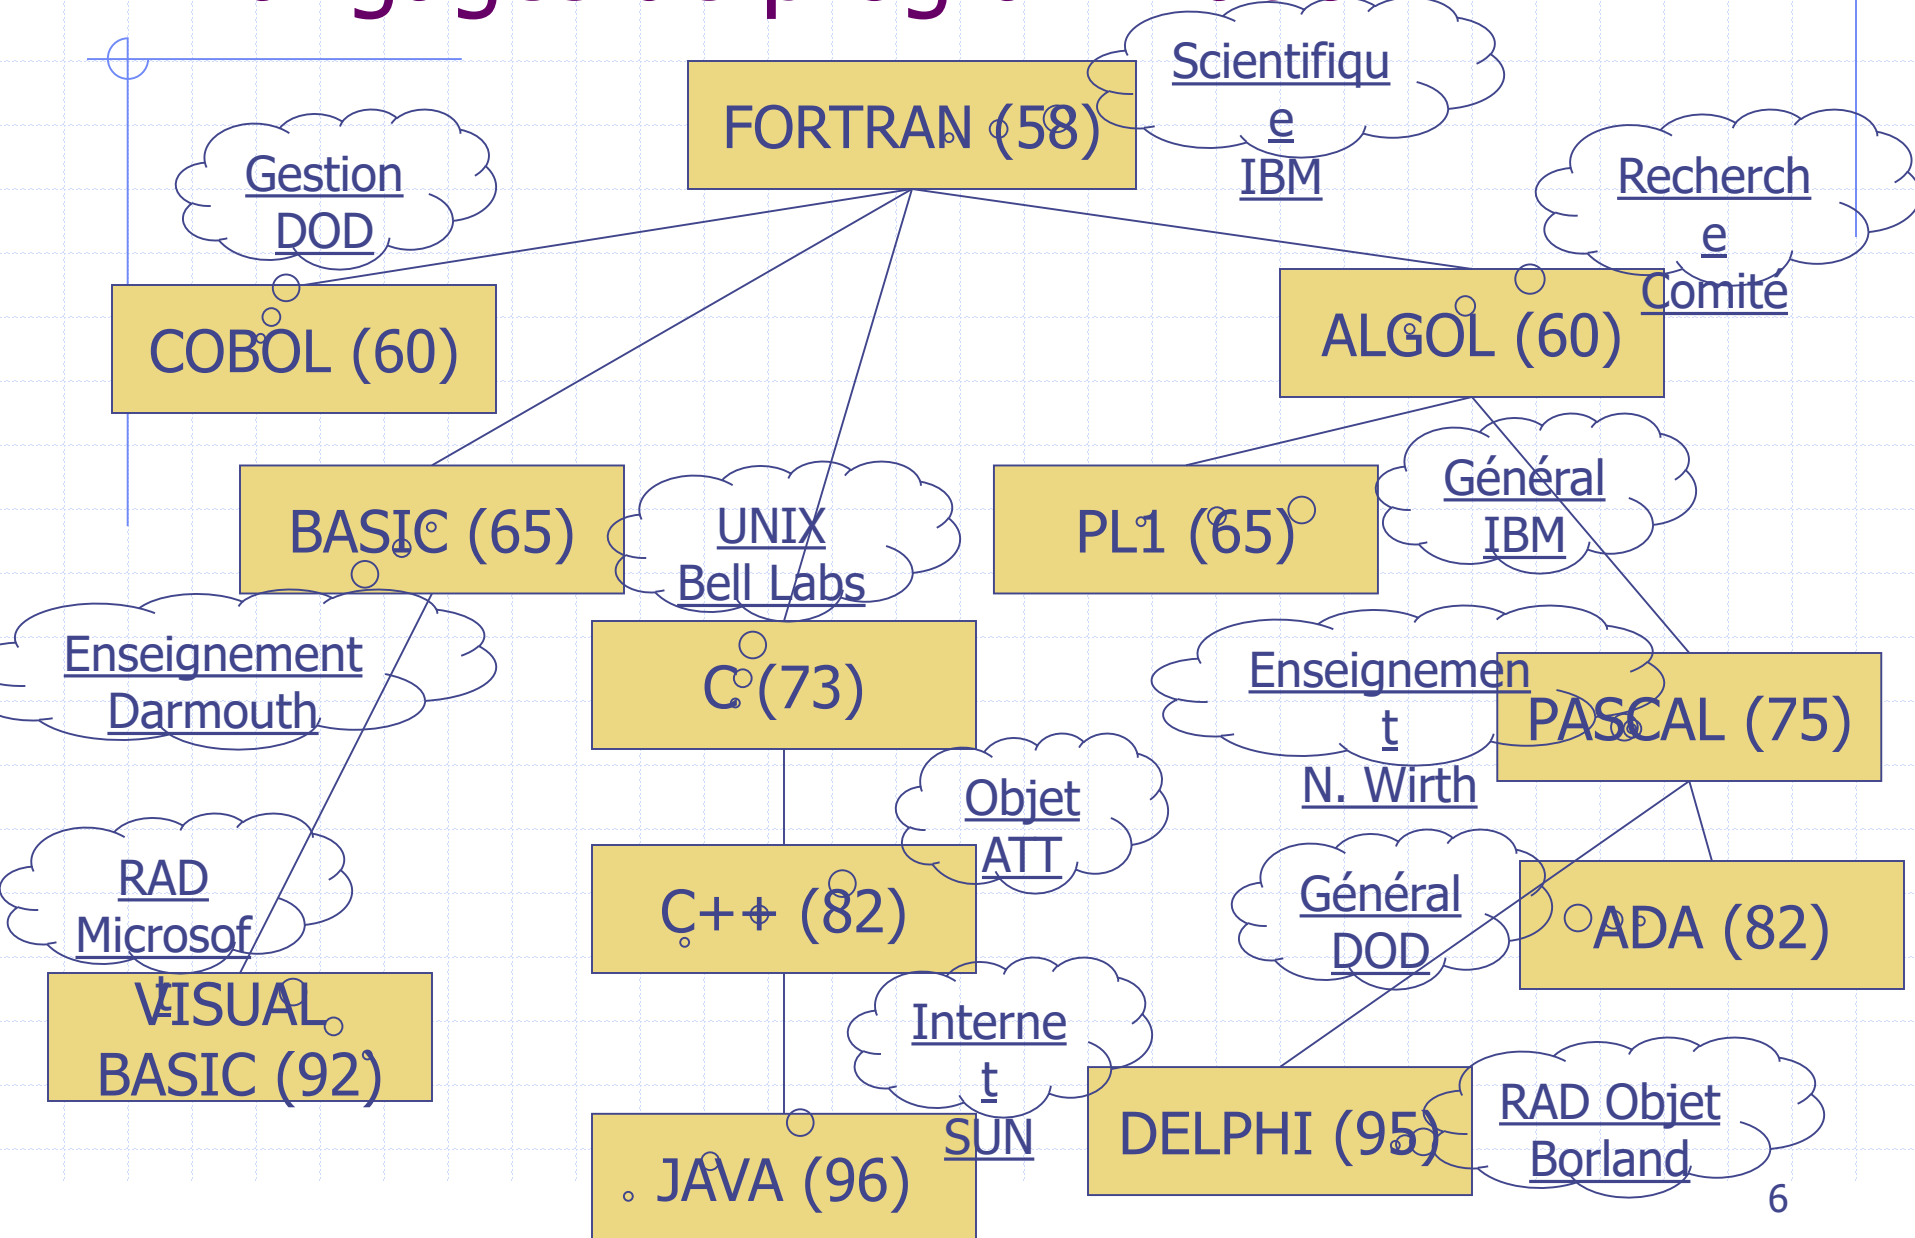 Scientifiqu
e
IBM
FORTRAN (58)
Gestion
DOD
Recherch
e
Comité
COBOL (60)
ALGOL (60)
BASIC (65)
UNIX
Bell Labs
PL1 (65)
Général
IBM
Enseignement
Darmouth
C (73)
Enseignemen
t
N. Wirth
PASCAL (75)
Objet
ATT
RAD
Microsof
t
C++ (82)
Général
DOD
ADA (82)
VISUAL
BASIC (92)
Interne
t
SUN
JAVA (96)
DELPHI (95)
RAD Objet
Borland
6